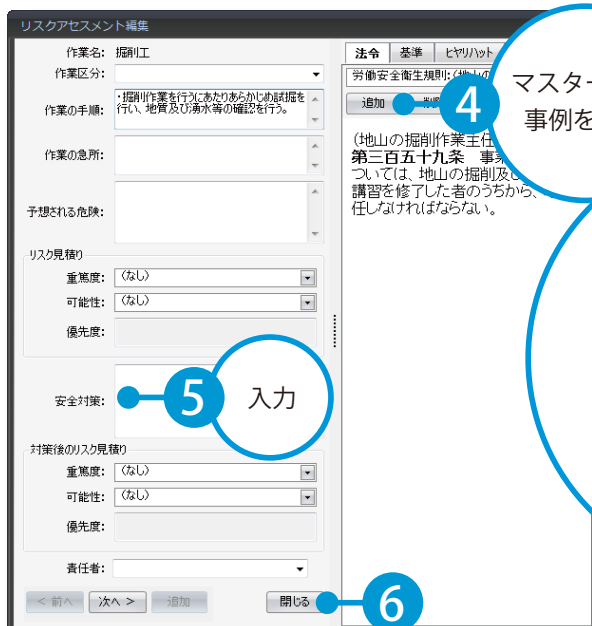 リスクアセスメント編集
作業名: 掘削工
作業区分:
作業の手順: ・掘削作業を行うにあたりあらかじめ試掘を
行い、地質及び湧水等の確認を行う。
作業の急所:
予想される危険:
リスク見積り
重篤度: (なし)
可能性: (なし)
優先度:
安全対策: 5 入力
対策後のリスク見積り
重篤度: (なし)
可能性: (なし)
優先度:
責任者:
< 前へ 次へ > 追加 閉じる 6
法令 基準 ヒヤリハット
労働安全衛生規則:(地山の
追加 4
マスター
事例を
(地山の掘削作業主任
第三百五十九条 事業
ついては、地山の掘削及び
講習を修了した者のうちから、
任しなければならない。